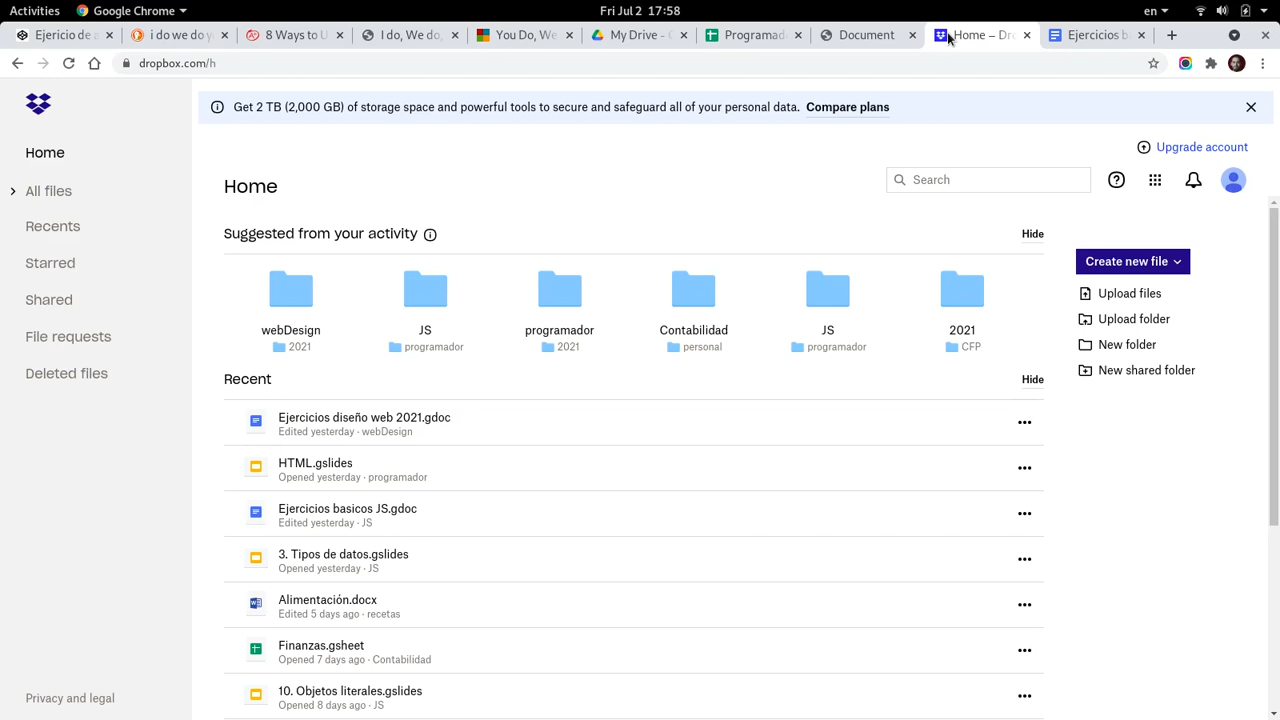 Activities
Google Chrome
Fri Jul 2 17:58
en
Ejericio de a
i do we do y
8 Ways to U
I do, We do,
You Do, We
My Drive - G
Programad
Document
Home – Dro
Ejercicios b
dropbox.com/h
Get 2 TB (2,000 GB) of storage space and powerful tools to secure and safeguard all of your personal data. Compare plans
Upgrade account
Home
All files
Recents
Starred
Shared
File requests
Deleted files
Privacy and legal
Home
Search
Suggested from your activity
Hide
webDesign
2021
JS
programador
programador
2021
Contabilidad
personal
JS
programador
2021
CFP
Recent
Hide
Ejercicios diseño web 2021.gdoc
Edited yesterday · webDesign
HTML.gslides
Opened yesterday · programador
Ejercicios basicos JS.gdoc
Edited yesterday · JS
3. Tipos de datos.gslides
Opened yesterday · JS
Alimentación.docx
Edited 5 days ago · recetas
Finanzas.gsheet
Opened 7 days ago · Contabilidad
10. Objetos literales.gslides
Opened 8 days ago · JS
Create new file
Upload files
Upload folder
New folder
New shared folder